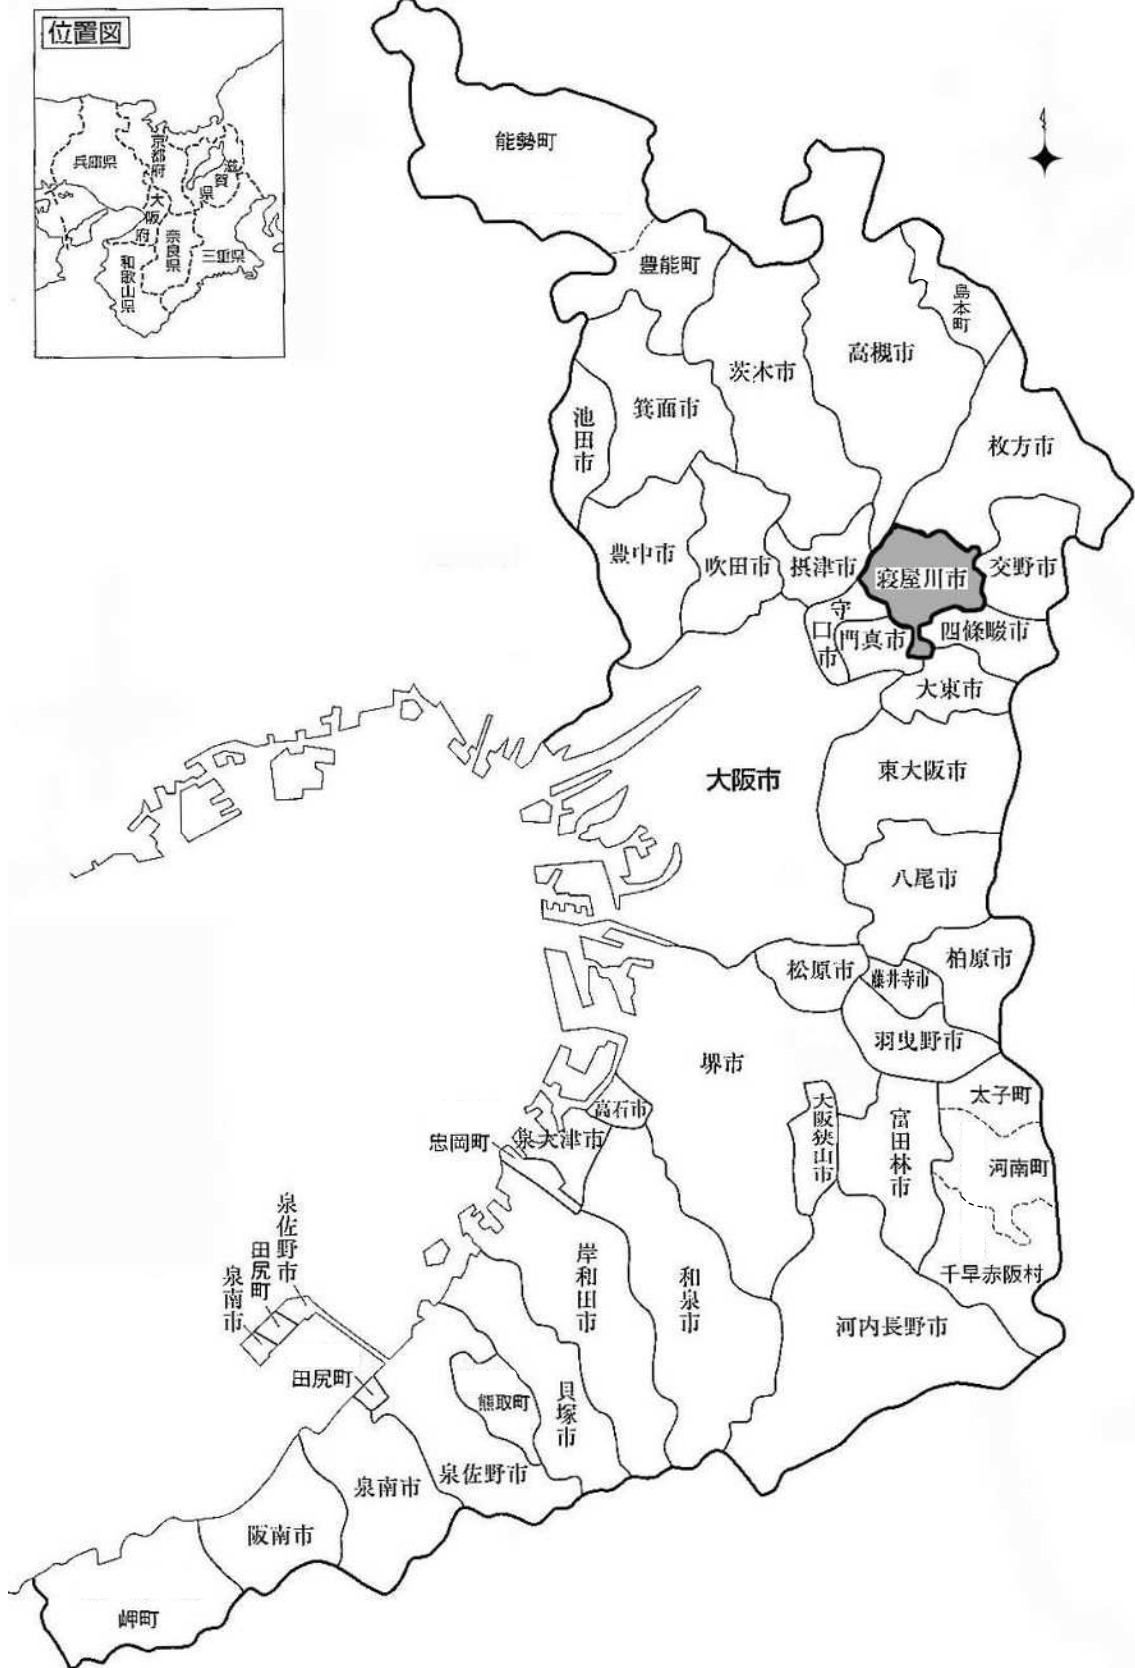 位置図
兵庫県
京都府
滋賀県
大阪府
奈良県
三重県
和歌山県
能勢町
豊能町
島本町
高槻市
茨木市
箕面市
池田市
枚方市
豊中市
吹田市
摂津市
寝屋川市
交野市
守口市
門真市
四條畷市
大東市
大阪市
東大阪市
八尾市
柏原市
松原市
藤井寺市
羽曳野市
堺市
太子町
大阪狭山市
富田林市
高石市
泉大津市
忠岡町
河南町
千早赤阪村
泉佐野市
田尻町
泉南市
岸和田市
和泉市
河内長野市
田尻町
熊取町
貝塚市
泉佐野市
泉南市
阪南市
岬町